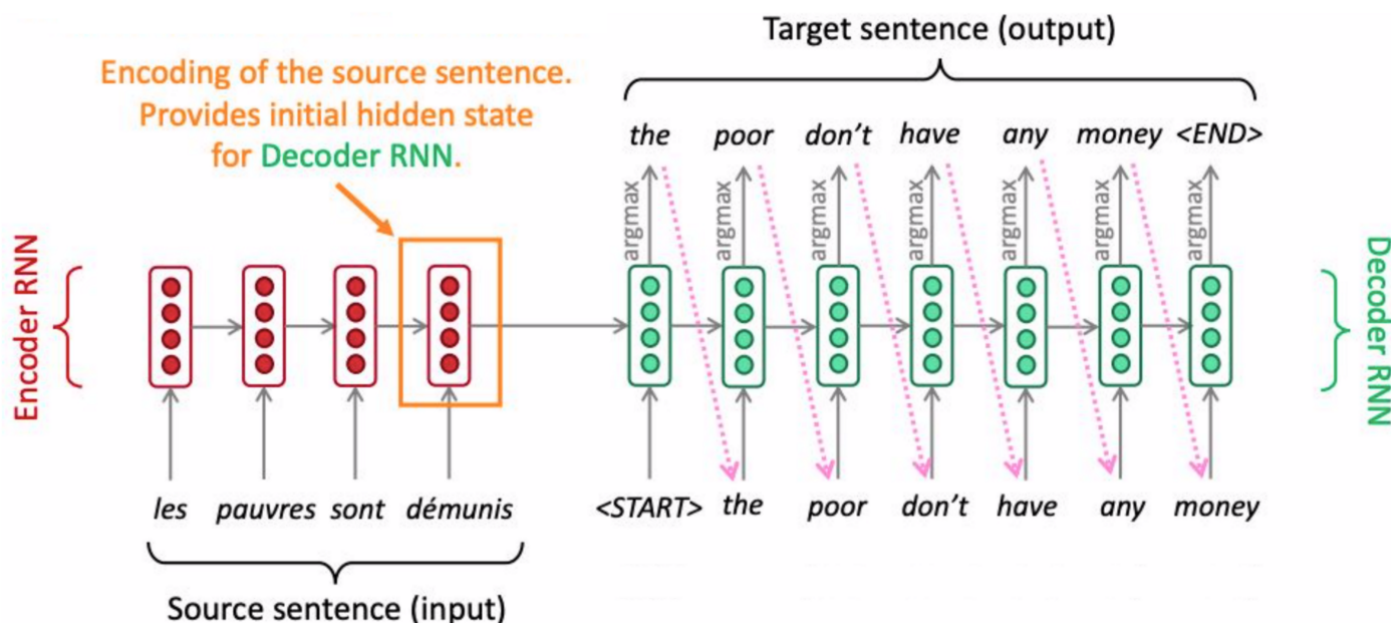 Target sentence (output)
Encoding of the source sentence.
Provides initial hidden state
for Decoder RNN.
the poor don't have any money <END>
argmax argmax argmax argmax argmax argmax argmax
Encoder RNN
Decoder RNN
les pauvres sont démunis <START> the poor don't have any money
Source sentence (input)